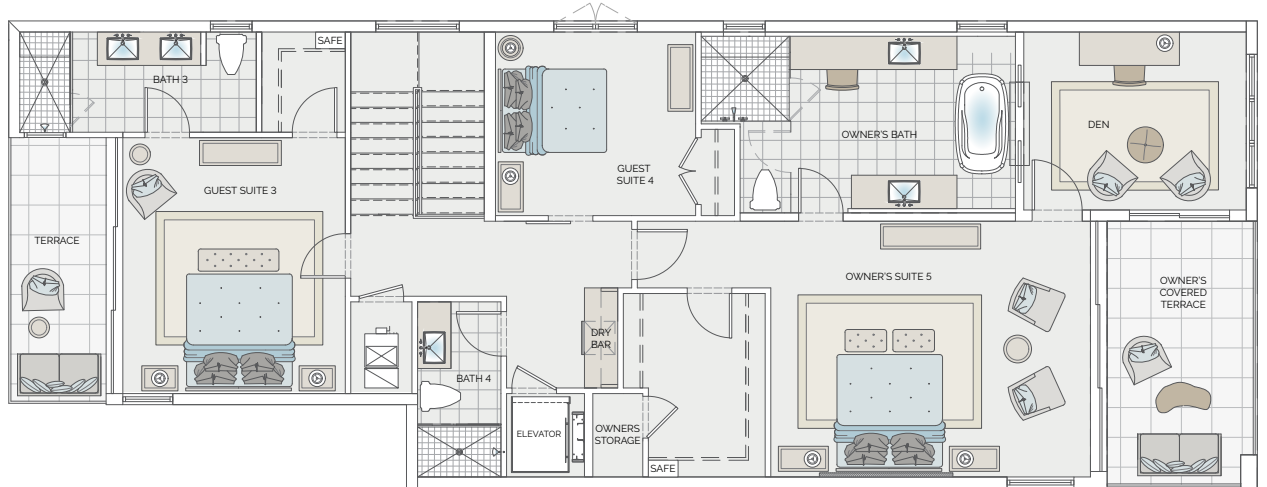 SAFE
BATH 3
OWNER'S BATH
DEN
GUEST
SUITE 4
GUEST SUITE 3
TERRACE
OWNER'S SUITE 5
OWNER'S
COVERED
TERRACE
DRY
BAR
BATH 4
ELEVATOR
OWNERS
STORAGE
SAFE